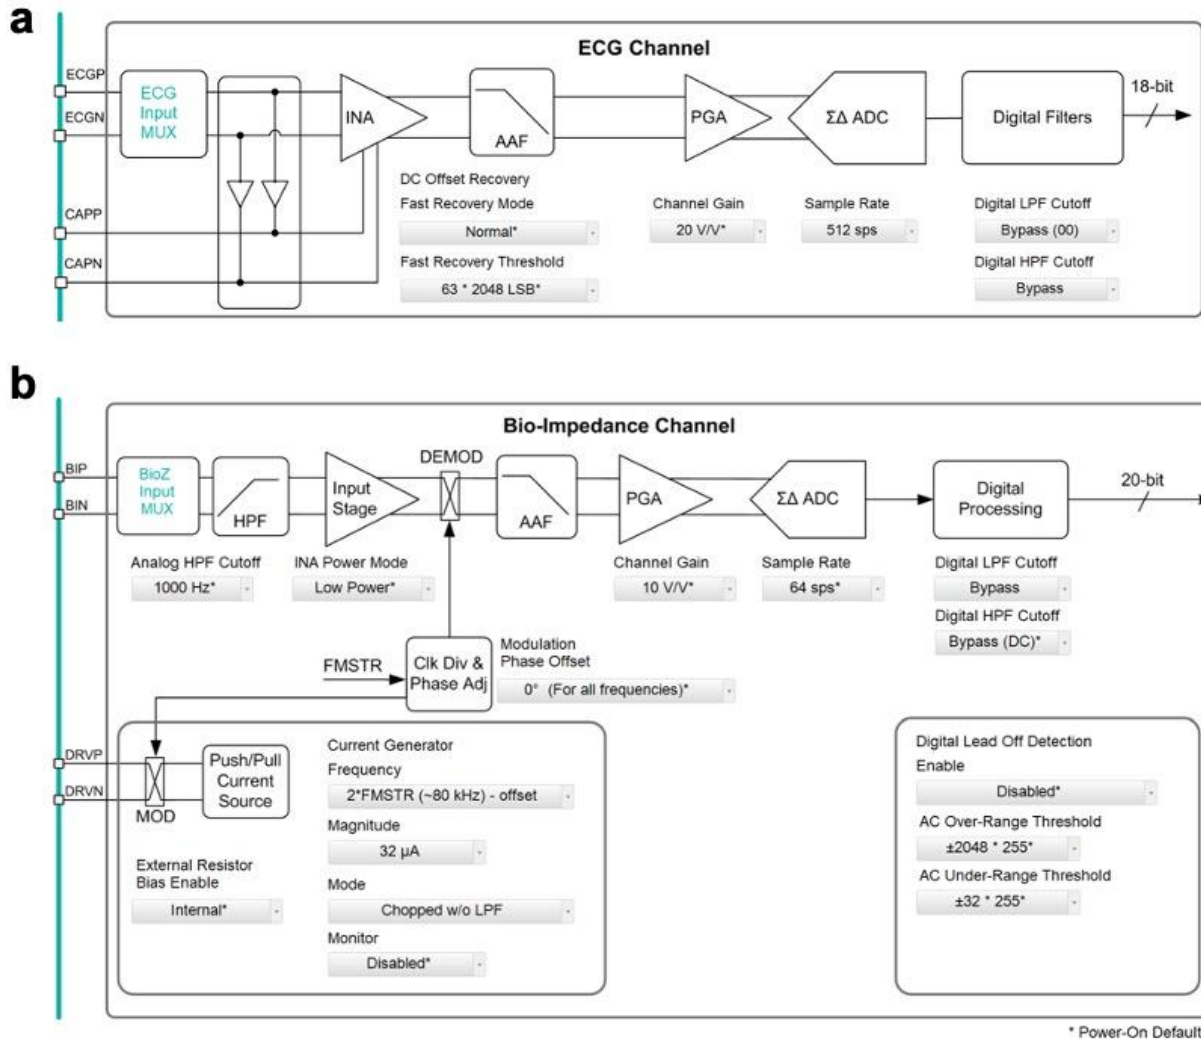 a
ECG Channel
ECGP
ECGN
CAPP
CAPN
ECG
Input
MUX
INA
AAF
PGA
ΣΔ ADC
Digital Filters
18-bit
DC Offset Recovery
Fast Recovery Mode
Normal*
Fast Recovery Threshold
63 * 2048 LSB*
Channel Gain
20 V/V*
Sample Rate
512 sps
Digital LPF Cutoff
Bypass (00)
Digital HPF Cutoff
Bypass
b
Bio-Impedance Channel
BIP
BIN
BioZ
Input
MUX
HPF
Input
Stage
DEMOD
AAF
PGA
ΣΔ ADC
Digital
Processing
20-bit
Analog HPF Cutoff
1000 Hz*
INA Power Mode
Low Power*
Channel Gain
10 V/V*
Sample Rate
64 sps*
Digital LPF Cutoff
Bypass
Digital HPF Cutoff
Bypass (DC)*
FMSTR
Clk Div &
Phase Adj
Modulation
Phase Offset
0° (For all frequencies)*
DRVP
DRVN
MOD
Push/Pull
Current
Source
External Resistor
Bias Enable
Internal*
Current Generator
Frequency
2*FMSTR (~80 kHz) - offset
Magnitude
32 µA
Mode
Chopped w/o LPF
Monitor
Disabled*
Digital Lead Off Detection
Enable
Disabled*
AC Over-Range Threshold
±2048 * 255*
AC Under-Range Threshold
±32 * 255*
* Power-On Default